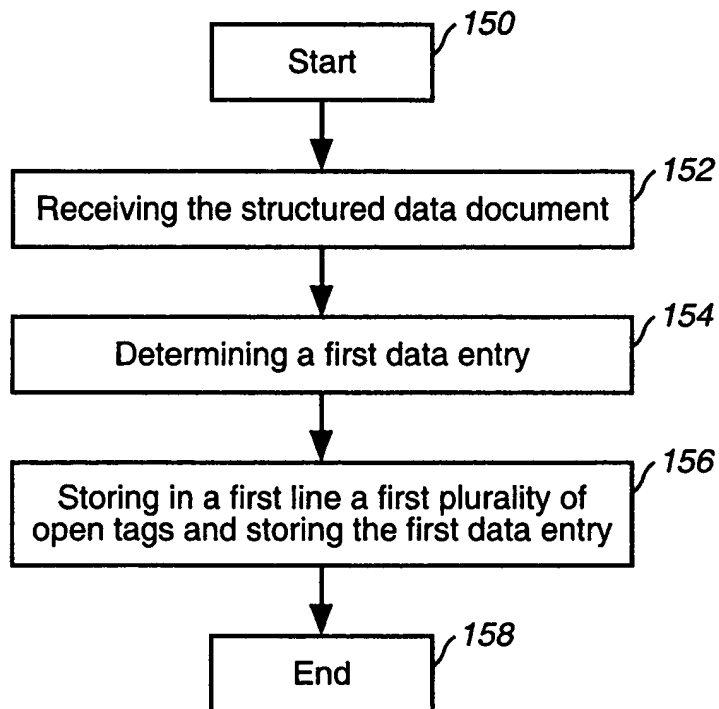 150
Start
152
Receiving the structured data document
154
Determining a first data entry
156
Storing in a first line a first plurality of
open tags and storing the first data entry
158
End